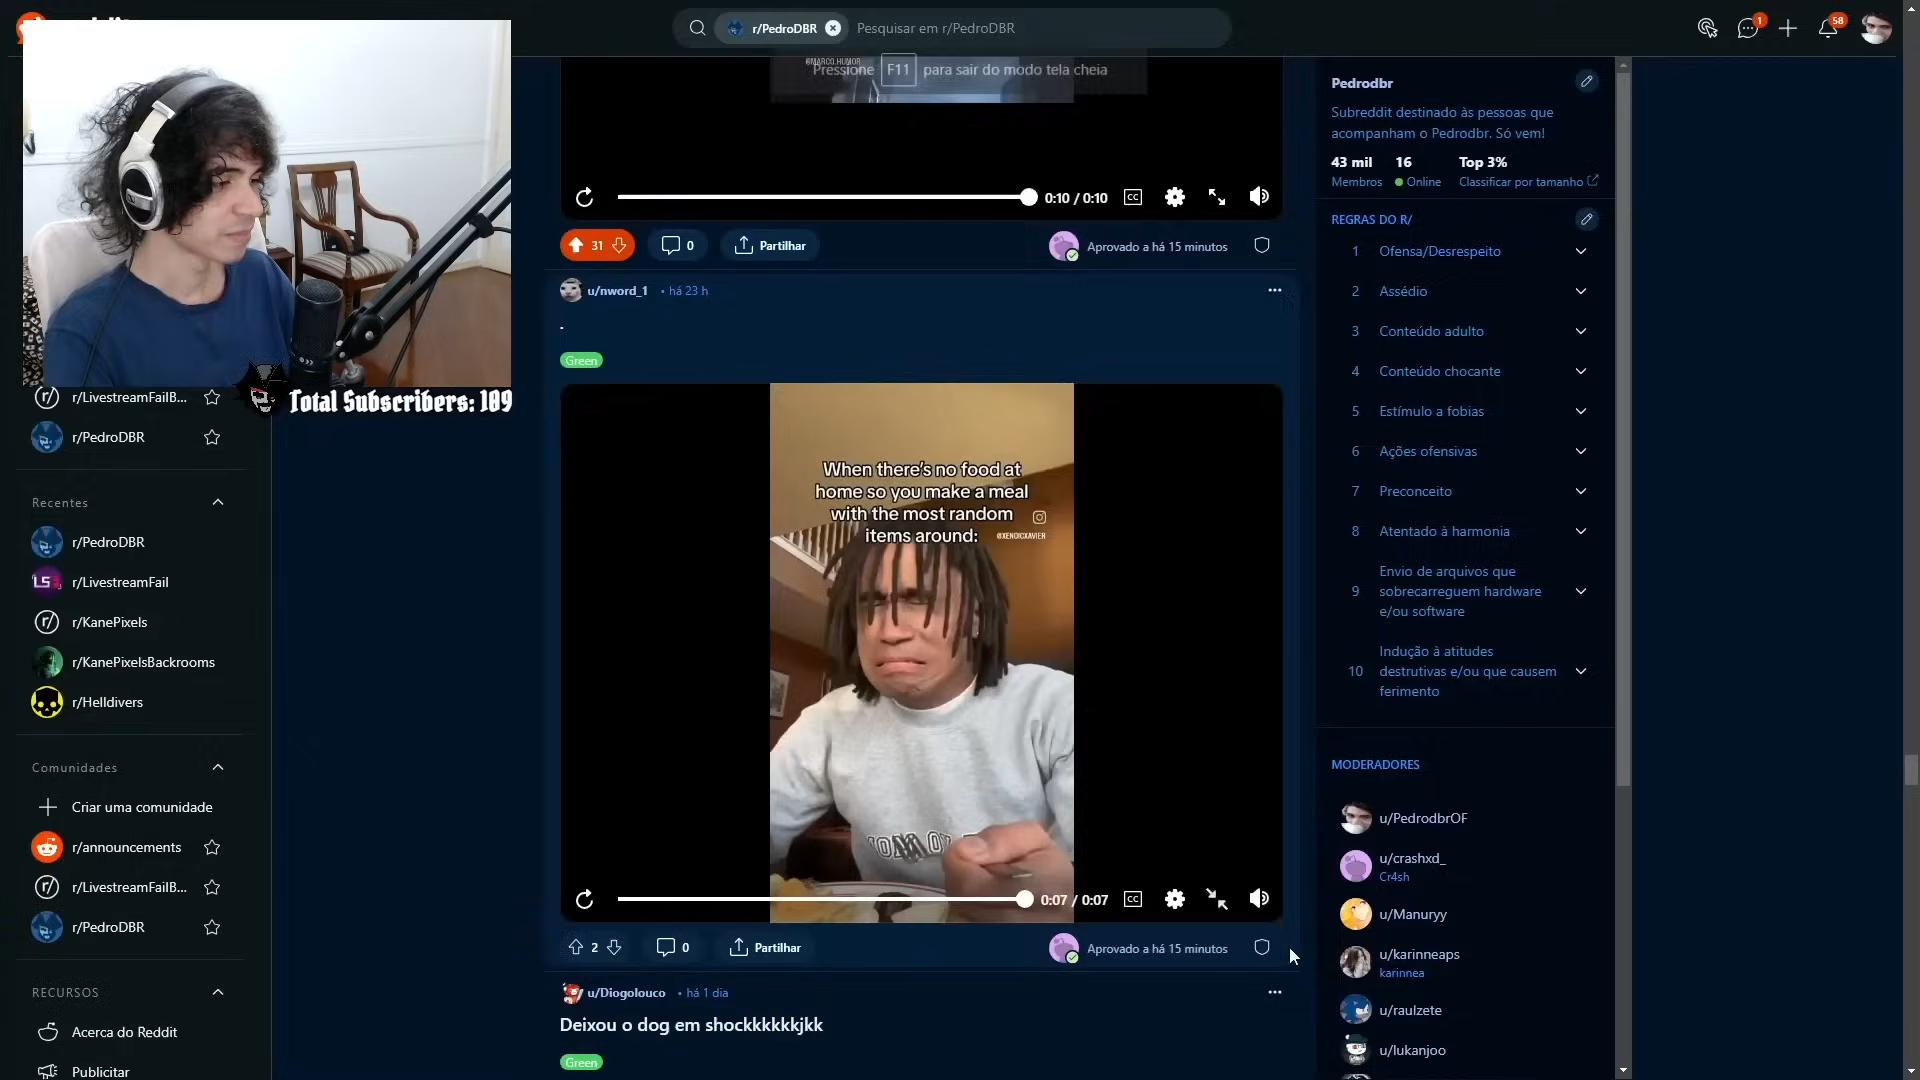 r/PedroDBR
Pesquisar em r/PedroDBR
1
58
@MARCO.HUMOR
Pressione F11 para sair do modo tela cheia
0:10 / 0:10
CC
31
0
Partilhar
Aprovado a há 15 minutos
u/nword_1 • há 23 h
.
Green
When there's no food at
home so you make a meal
with the most random
items around:
@XENDICXAVIER
0:07 / 0:07
CC
2
0
Partilhar
Aprovado a há 15 minutos
u/Diogolouco • há 1 dia
Deixou o dog em shockkkkkkjkk
Green
Total Subscribers: 109
r/LivestreamFailB...
r/PedroDBR
Recentes
r/PedroDBR
r/LivestreamFail
r/KanePixels
r/KanePixelsBackrooms
r/Helldivers
Comunidades
Criar uma comunidade
r/announcements
r/LivestreamFailB...
r/PedroDBR
RECURSOS
Acerca do Reddit
Publicitar
Pedrodbr
Subreddit destinado às pessoas que
acompanham o Pedrodbr. Só vem!
43 mil 16 Top 3%
Membros Online Classificar por tamanho
REGRAS DO R/
1 Ofensa/Desrespeito
2 Assédio
3 Conteúdo adulto
4 Conteúdo chocante
5 Estímulo a fobias
6 Ações ofensivas
7 Preconceito
8 Atentado à harmonia
9 Envio de arquivos que
sobrecarreguem hardware
e/ou software
10 Indução à atitudes
destrutivas e/ou que causem
ferimento
MODERADORES
u/PedrodbrOF
u/crashxd_
Cr4sh
u/Manuryy
u/karinneaps
karinnea
u/raulzete
u/lukanjoo